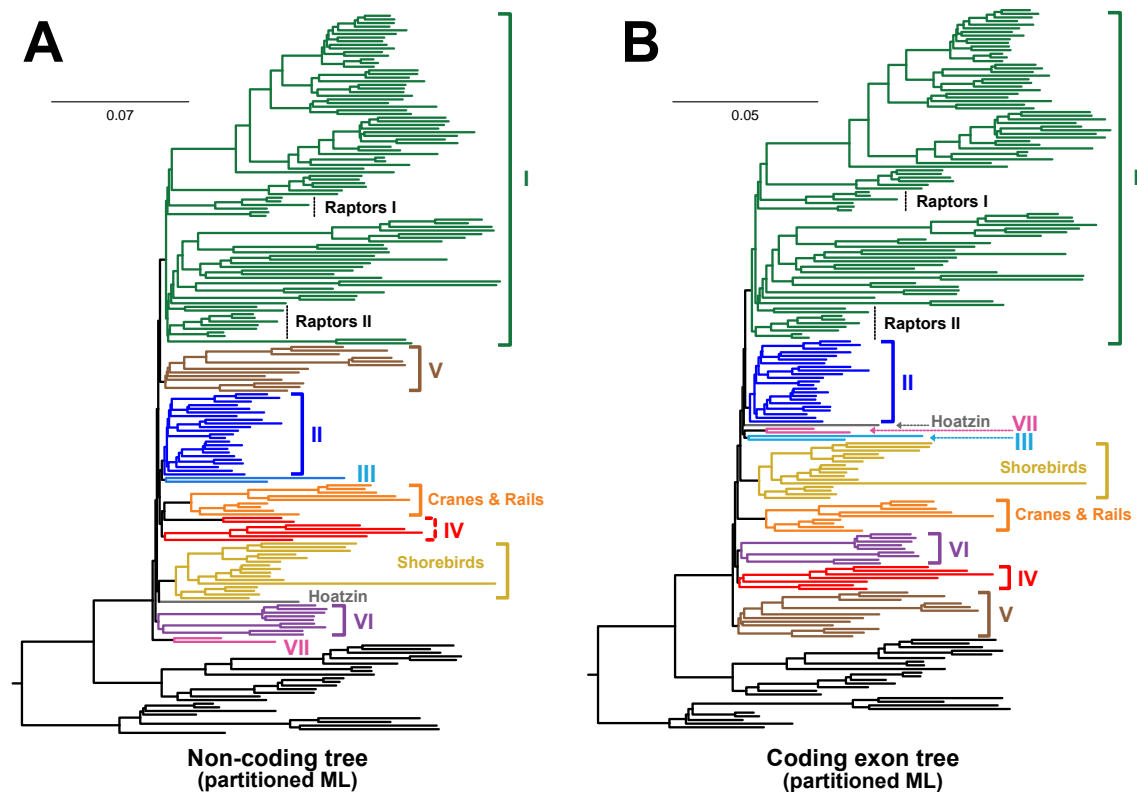 A
0.07
I
Raptors I
Raptors II
V
II
III
Cranes & Rails
IV
Shorebirds
Hoatzin
VI
VII
Non-coding tree
(partitioned ML)
B
0.05
I
Raptors I
Raptors II
II
Hoatzin
VII
III
Shorebirds
Cranes & Rails
VI
IV
V
Coding exon tree
(partitioned ML)